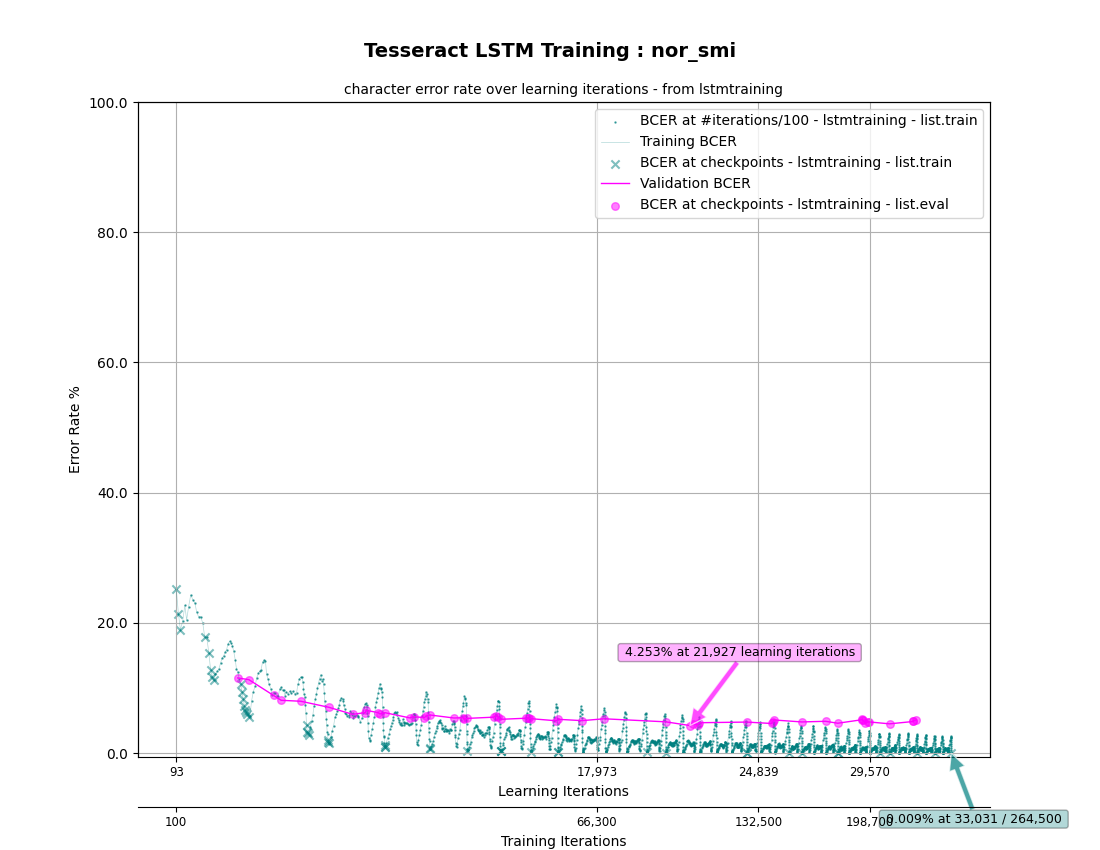 Tesseract LSTM Training : nor_smi
character error rate over learning iterations - from lstmtraining
100.0
80.0
60.0
40.0
20.0
0.0
Error Rate %
BCER at #iterations/100 - lstmtraining - list.train
Training BCER
BCER at checkpoints - lstmtraining - list.train
Validation BCER
BCER at checkpoints - lstmtraining - list.eval
4.253% at 21,927 learning iterations
93 17,973 24,839 29,570
Learning Iterations
0.009% at 33,031 / 264,500
100 66,300 132,500 198,700
Training Iterations